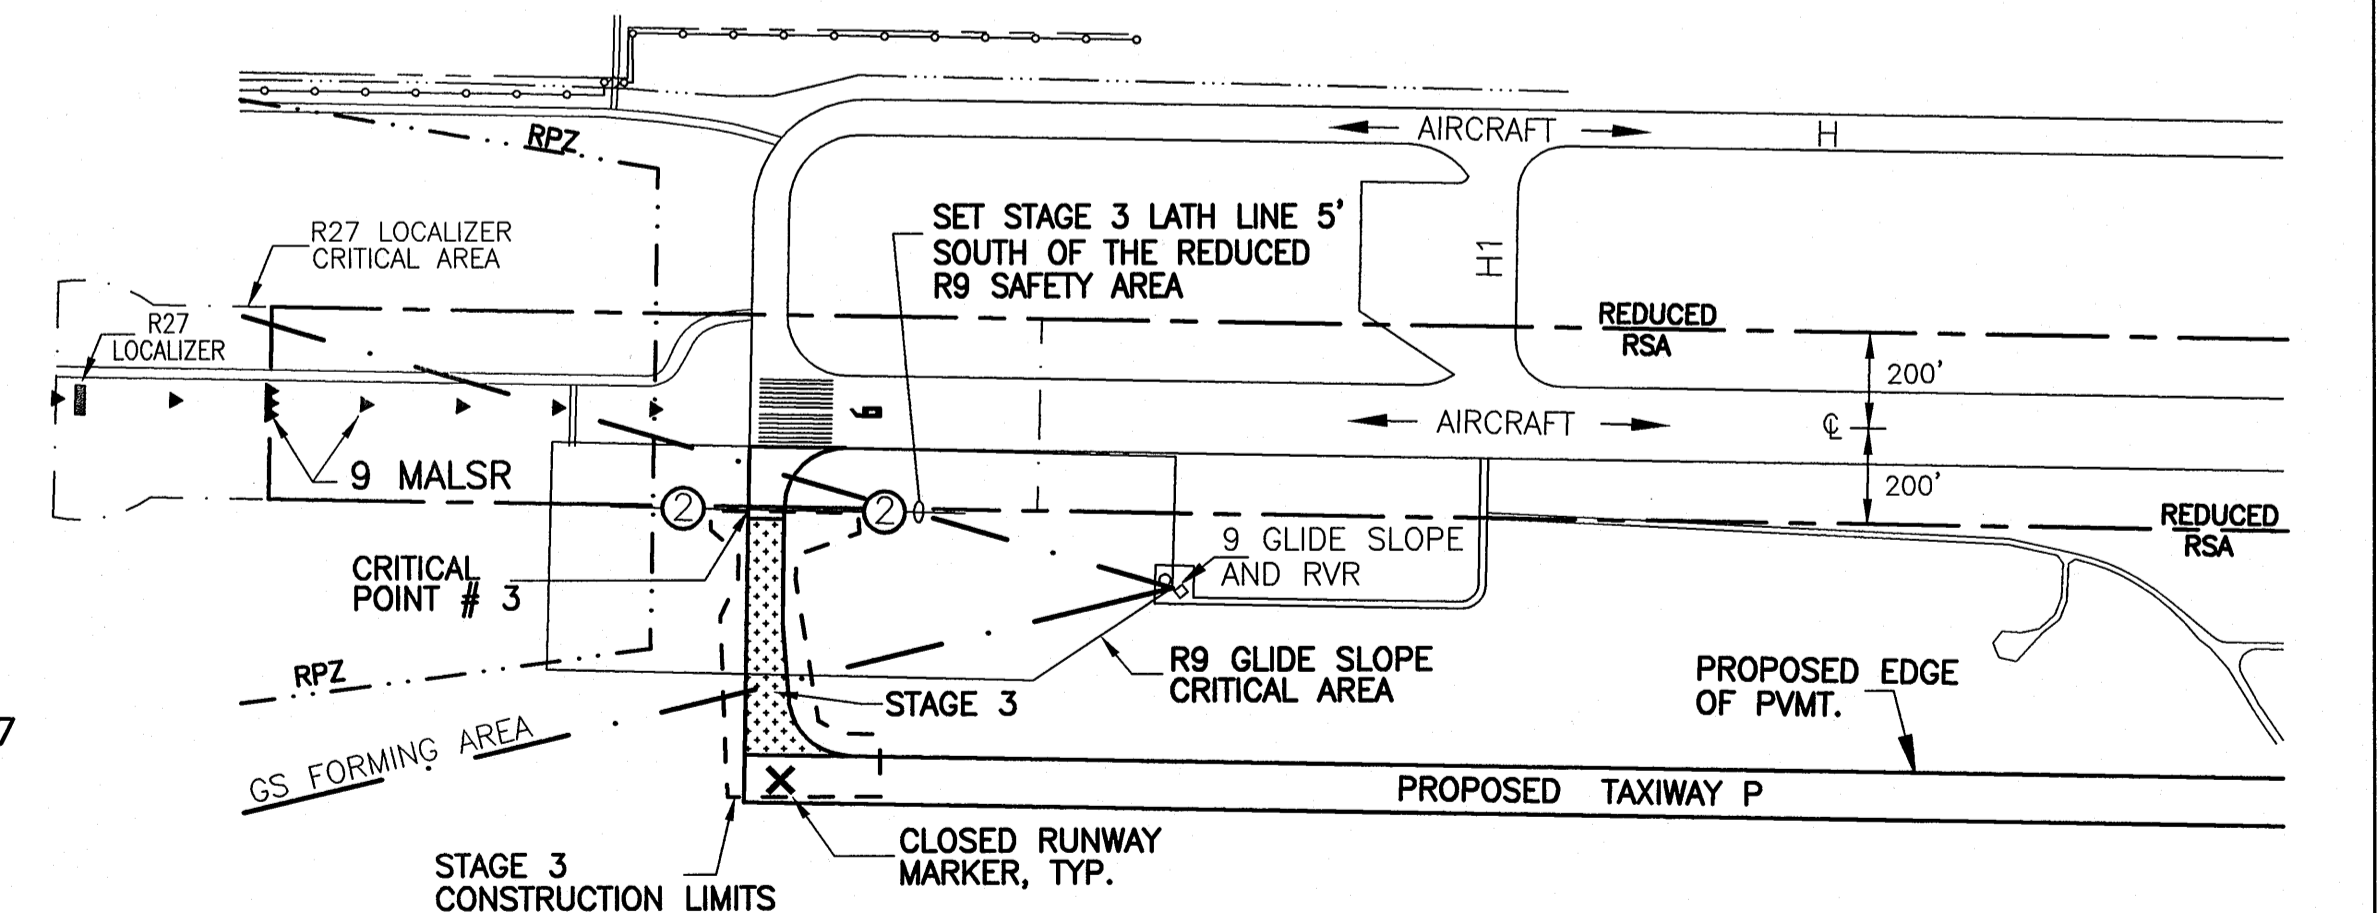 RPZ
AIRCRAFT
H
R27 LOCALIZER
CRITICAL AREA
SET STAGE 3 LATH LINE 5'
SOUTH OF THE REDUCED
R9 SAFETY AREA
H1
R27
LOCALIZER
REDUCED
RSA
200'
9
AIRCRAFT
℄
9 MALSR
200'
2
2
REDUCED
RSA
9 GLIDE SLOPE
AND RVR
CRITICAL
POINT # 3
RPZ
R9 GLIDE SLOPE
CRITICAL AREA
PROPOSED EDGE
OF PVMT.
STAGE 3
7
GS FORMING AREA
PROPOSED TAXIWAY P
CLOSED RUNWAY
MARKER, TYP.
STAGE 3
CONSTRUCTION LIMITS